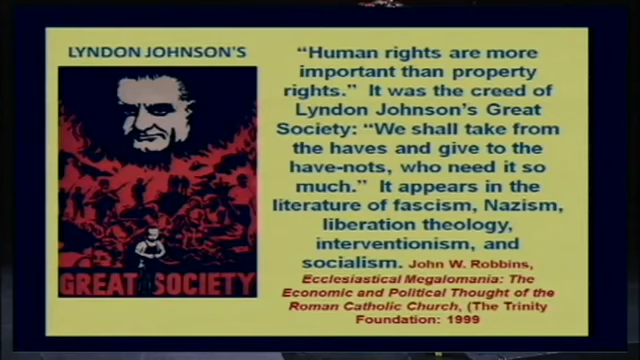 LYNDON JOHNSON'S
GREAT SOCIETY
“Human rights are more
important than property
rights.” It was the creed of
Lyndon Johnson’s Great
Society: “We shall take from
the haves and give to the
have-nots, who need it so
much.” It appears in the
literature of fascism, Nazism,
liberation theology,
interventionism, and
socialism. John W. Robbins,
Ecclesiastical Megalomania: The
Economic and Political Thought of the
Roman Catholic Church, (The Trinity
Foundation: 1999